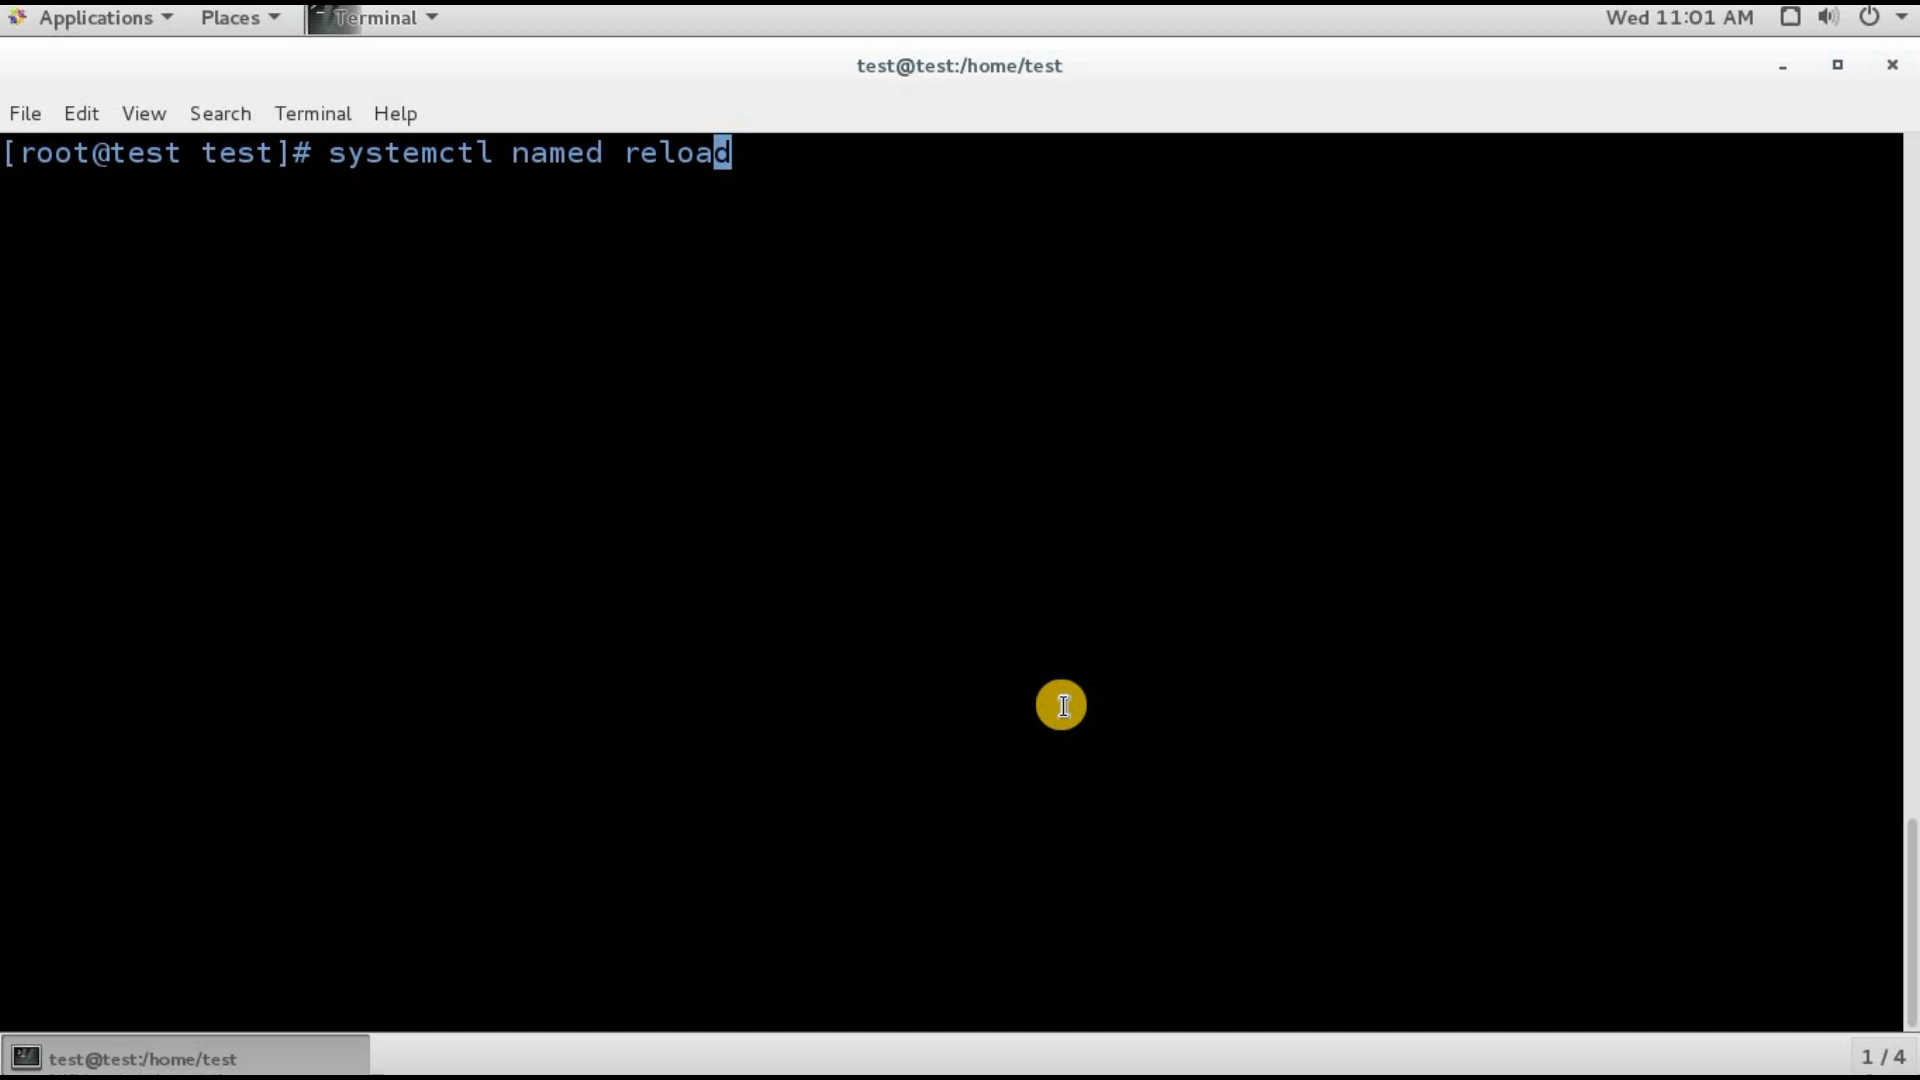 Applications Places Terminal Wed 11:01 AM
test@test:/home/test
File Edit View Search Terminal Help
[root@test test]# systemctl named reload
test@test:/home/test
1 / 4